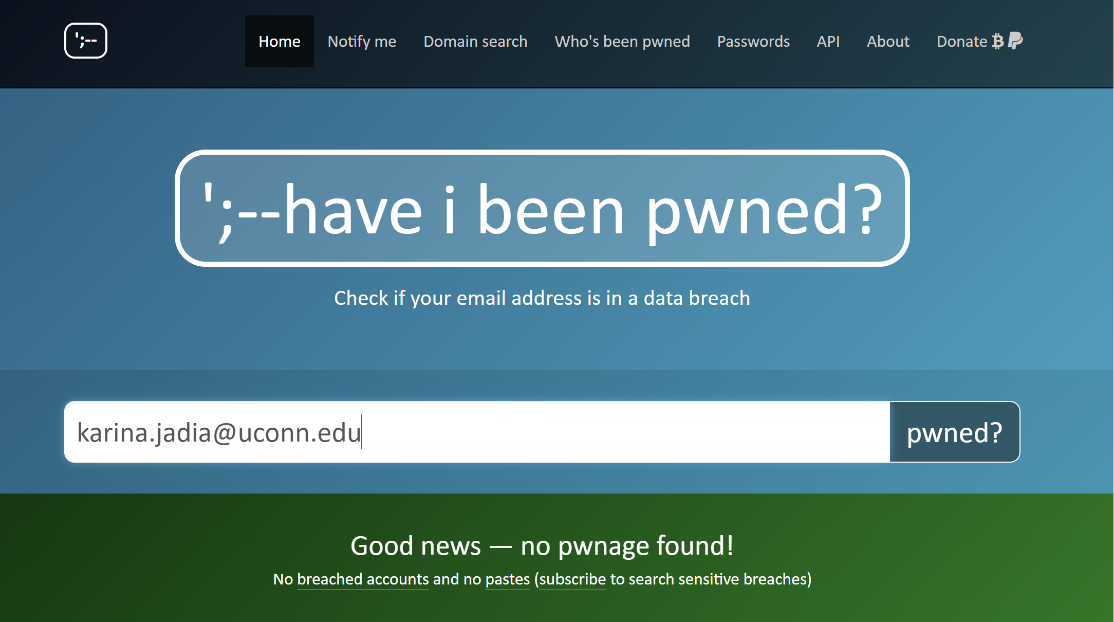 ';--
Home Notify me Domain search Who's been pwned Passwords API About Donate
';--have i been pwned?
Check if your email address is in a data breach
karina.jadia@uconn.edu pwned?
Good news — no pwnage found!
No breached accounts and no pastes (subscribe to search sensitive breaches)